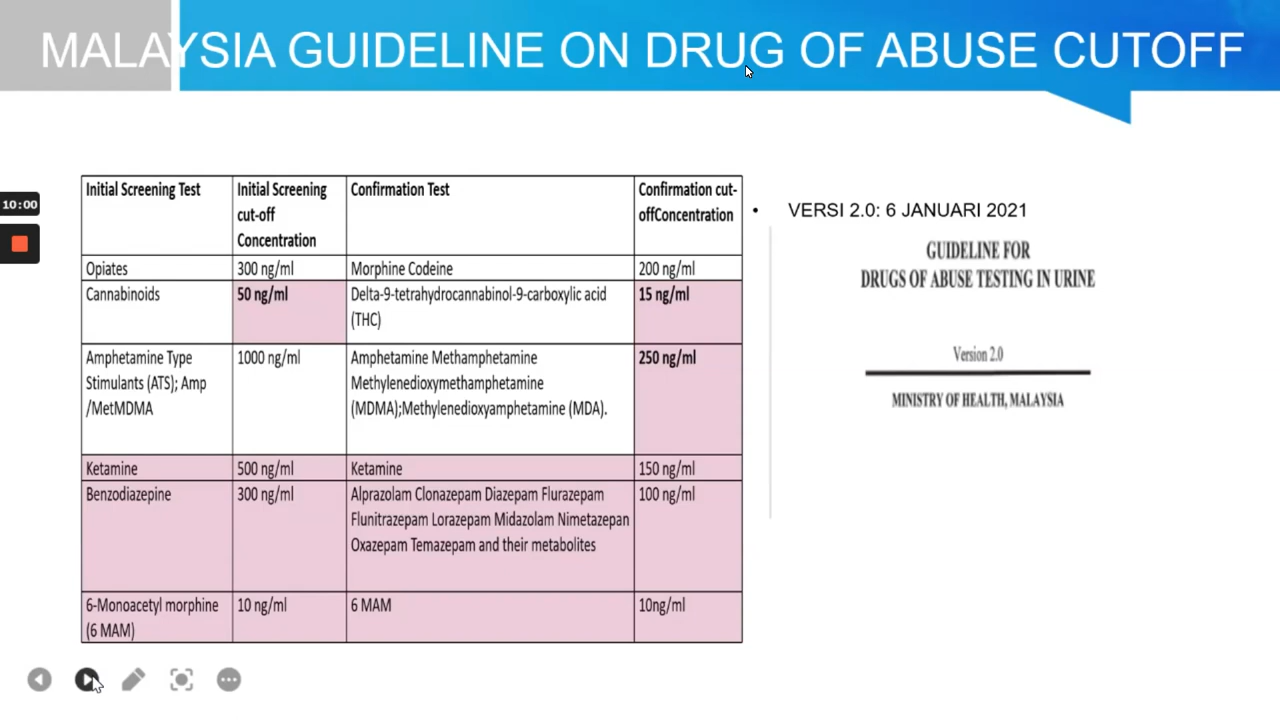 MALAYSIA GUIDELINE ON DRUG OF ABUSE CUTOFF
10:00
Initial Screening Test
Initial Screening
cut-off
Concentration
Confirmation Test
Confirmation cut-
offConcentration
Opiates
300 ng/ml
Morphine Codeine
200 ng/ml
Cannabinoids
50 ng/ml
Delta-9-tetrahydrocannabinol-9-carboxylic acid
(THC)
15 ng/ml
Amphetamine Type
Stimulants (ATS); Amp
/MetMDMA
1000 ng/ml
Amphetamine Methamphetamine
Methylenedioxymethamphetamine
(MDMA);Methylenedioxyamphetamine (MDA).
250 ng/ml
Ketamine
500 ng/ml
Ketamine
150 ng/ml
Benzodiazepine
300 ng/ml
Alprazolam Clonazepam Diazepam Flurazepam
Flunitrazepam Lorazepam Midazolam Nimetazepan
Oxazepam Temazepam and their metabolites
100 ng/ml
6-Monoacetyl morphine
(6 MAM)
10 ng/ml
6 MAM
10ng/ml
• VERSI 2.0: 6 JANUARI 2021
GUIDELINE FOR
DRUGS OF ABUSE TESTING IN URINE
Version 2.0
MINISTRY OF HEALTH, MALAYSIA